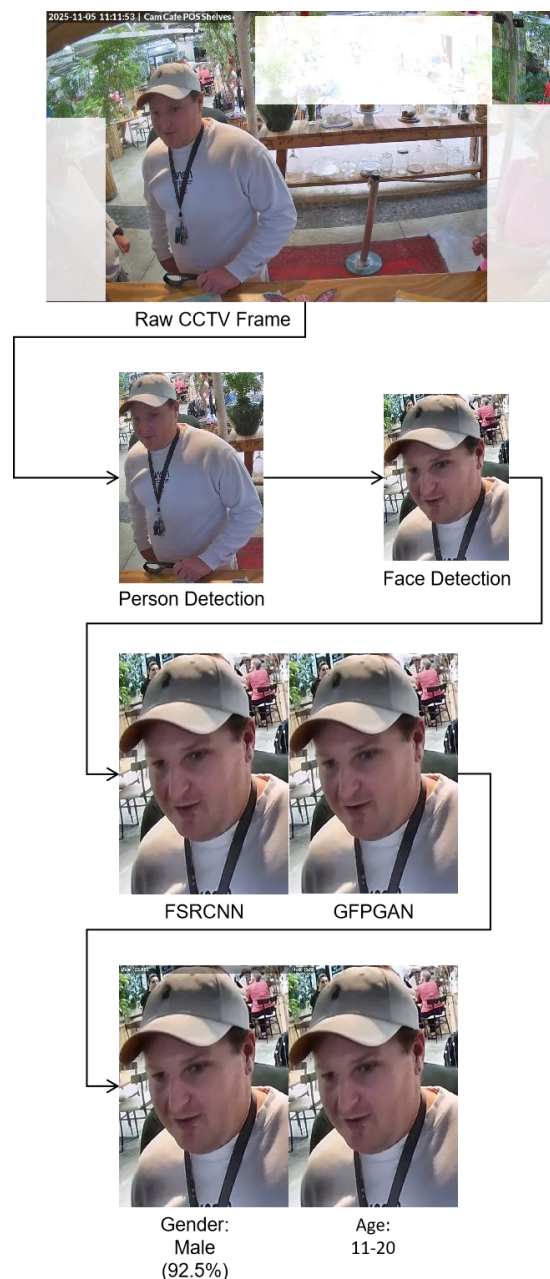 2025-11-05 11:11:53 | Cam Cafe POS Shelves
Raw CCTV Frame
Person Detection
Face Detection
FSRCNN
GFPGAN
Gender:
Male
(92.5%)
Age:
11-20